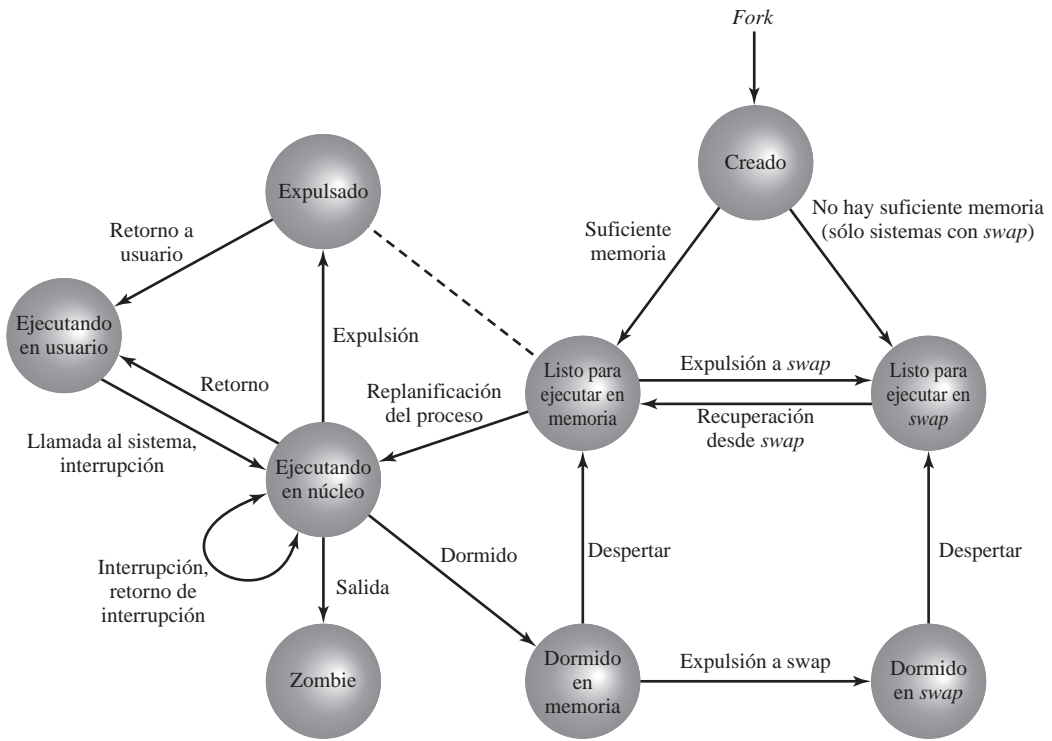 Fork
Creado
Expulsado
No hay suficiente memoria
(sólo sistemas con swap)
Suficiente
memoria
Retorno a
usuario
Ejecutando
en usuario
Expulsión
Listo para
ejecutar en
memoria
Expulsión a swap
Listo para
ejecutar en
swap
Retorno
Replanificación
del proceso
Recuperación
desde swap
Llamada al sistema,
interrupción
Ejecutando
en núcleo
Dormido
Despertar
Despertar
Interrupción,
retorno de
interrupción
Salida
Zombie
Dormido
en
memoria
Expulsión a swap
Dormido
en swap